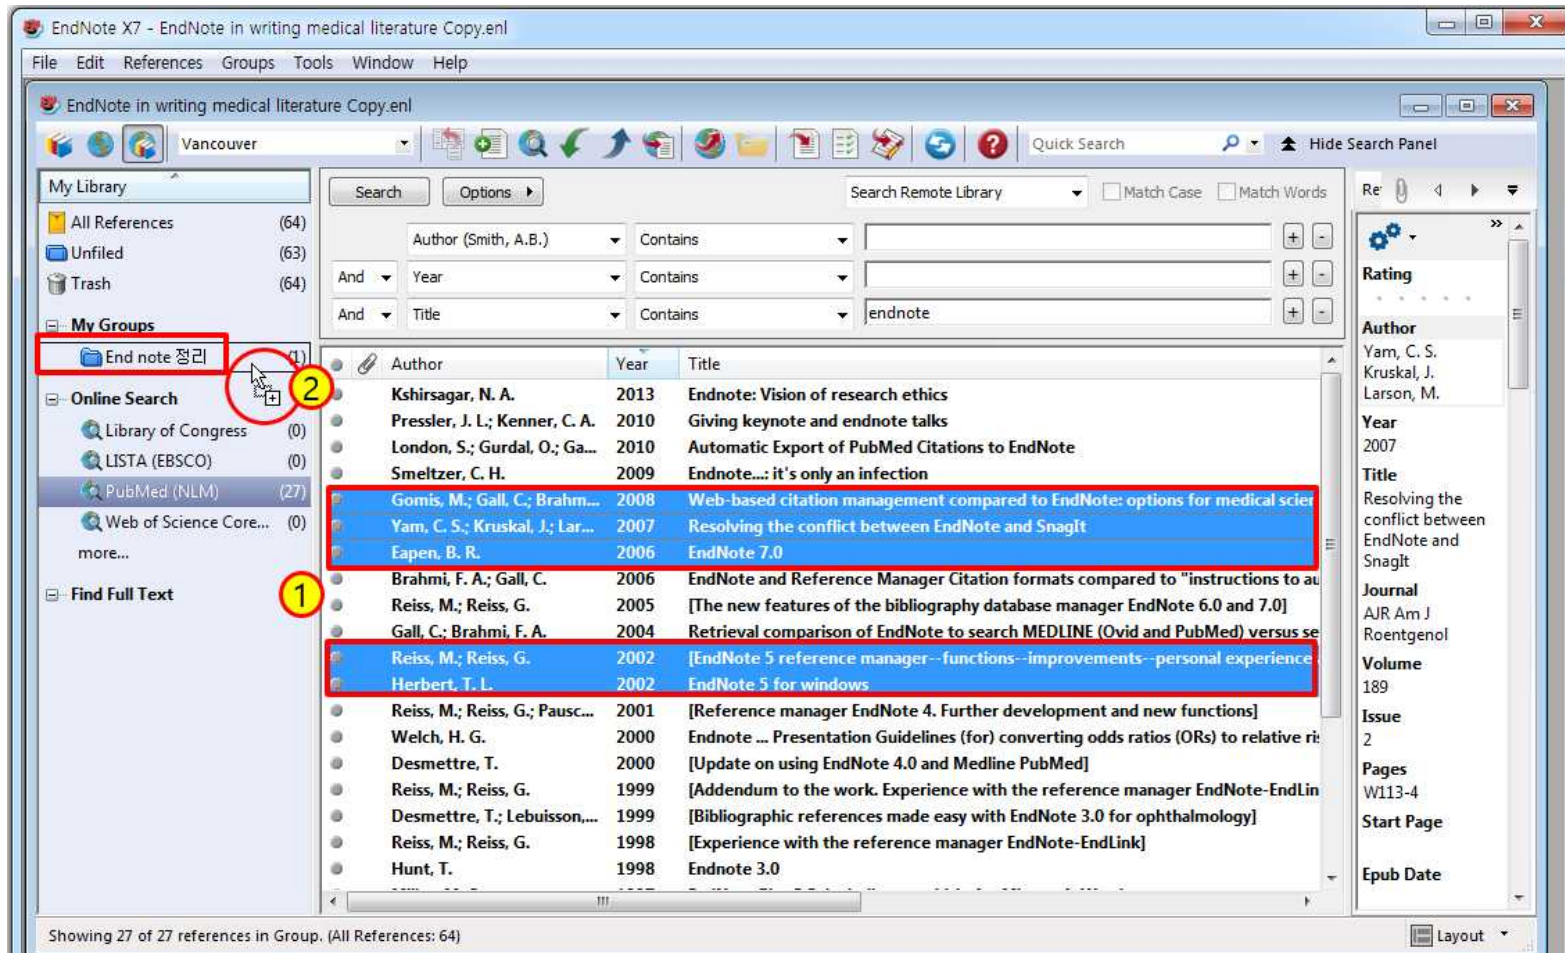 EndNote X7 - EndNote in writing medical literature Copy.enl
File Edit References Groups Tools Window Help
EndNote in writing medical literature Copy.enl
Vancouver Quick Search Hide Search Panel
My Library
All References (64)
Unfiled (63)
Trash (64)
My Groups
End note 정리 (1)
2
Online Search
Library of Congress (0)
LISTA (EBSCO) (0)
PubMed (NLM) (27)
Web of Science Core... (0)
more...
Find Full Text
1
Search Options Search Remote Library Match Case Match Words
Author (Smith, A.B.) Contains + -
And Year Contains + -
And Title Contains endnote + -
Author Year Title
Kshirsagar, N. A. 2013 Endnote: Vision of research ethics
Pressler, J. L.; Kenner, C. A. 2010 Giving keynote and endnote talks
London, S.; Gurdal, O.; Ga... 2010 Automatic Export of PubMed Citations to EndNote
Smeltzer, C. H. 2009 Endnote...: it's only an infection
Gomis, M.; Gall, C.; Brahm... 2008 Web-based citation management compared to EndNote: options for medical scien
Yam, C. S.; Kruskal, J.; Lar... 2007 Resolving the conflict between EndNote and SnagIt
Eapen, B. R. 2006 EndNote 7.0
Brahmi, F. A.; Gall, C. 2006 EndNote and Reference Manager Citation formats compared to "instructions to au
Reiss, M.; Reiss, G. 2005 [The new features of the bibliography database manager EndNote 6.0 and 7.0]
Gall, C.; Brahmi, F. A. 2004 Retrieval comparison of EndNote to search MEDLINE (Ovid and PubMed) versus se
Reiss, M.; Reiss, G. 2002 [EndNote 5 reference manager--functions--improvements--personal experience
Herbert, T. L. 2002 EndNote 5 for windows
Reiss, M.; Reiss, G.; Pausc... 2001 [Reference manager EndNote 4. Further development and new functions]
Welch, H. G. 2000 Endnote ... Presentation Guidelines (for) converting odds ratios (ORs) to relative ris
Desmettre, T. 2000 [Update on using EndNote 4.0 and Medline PubMed]
Reiss, M.; Reiss, G. 1999 [Addendum to the work. Experience with the reference manager EndNote-EndLin
Desmettre, T.; Lebuisson,... 1999 [Bibliographic references made easy with EndNote 3.0 for ophthalmology]
Reiss, M.; Reiss, G. 1998 [Experience with the reference manager EndNote-EndLink]
Hunt, T. 1998 Endnote 3.0
Re
Rating
Author
Yam, C. S.
Kruskal, J.
Larson, M.
Year
2007
Title
Resolving the
conflict between
EndNote and
SnagIt
Journal
AJR Am J
Roentgenol
Volume
189
Issue
2
Pages
W113-4
Start Page
Epub Date
Showing 27 of 27 references in Group. (All References: 64) Layout